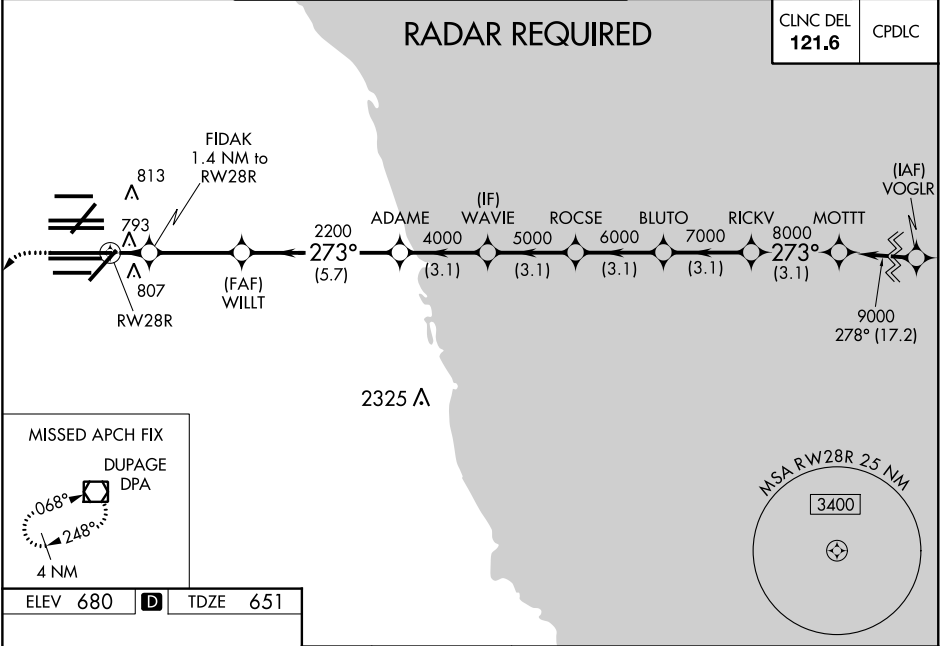 RADAR REQUIRED
CLNC DEL
121.6
CPDLC
FIDAK
1.4 NM to
RW28R
813
793
807
RW28R
(FAF)
WILLT
2200
273°
(5.7)
ADAME
4000
(3.1)
(IF)
WAVIE
5000
(3.1)
ROCSE
6000
(3.1)
BLUTO
7000
(3.1)
RICKV
8000
273°
(3.1)
MOTTT
(IAF)
VOGLR
9000
278° (17.2)
2325
MISSED APCH FIX
DUPAGE
DPA
068°
248°
4 NM
MSA RW28R 25 NM
3400
ELEV 680 D TDZE 651